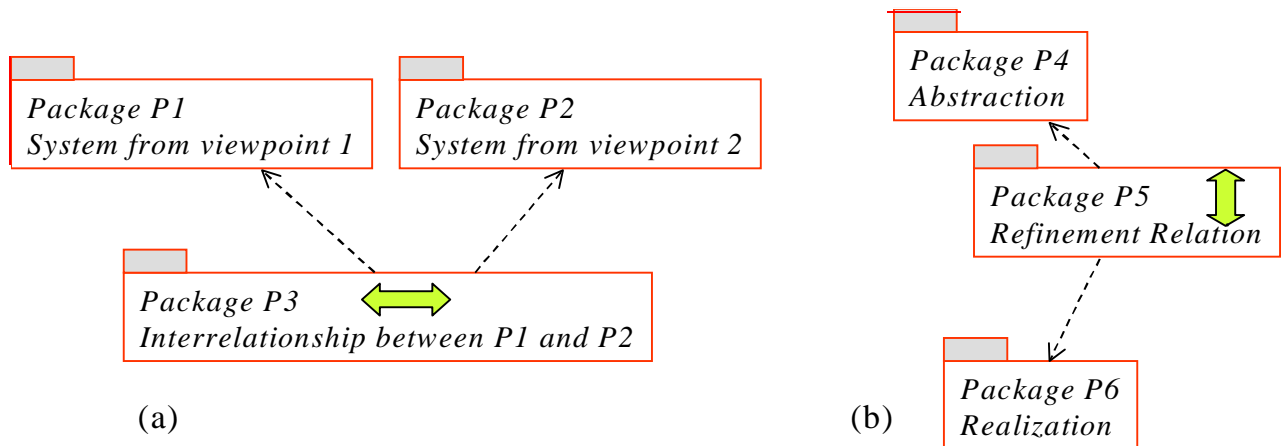 Package P1
System from viewpoint 1
Package P2
System from viewpoint 2
Package P3
Interrelationship between P1 and P2
(a)
Package P4
Abstraction
Package P5
Refinement Relation
Package P6
Realization
(b)